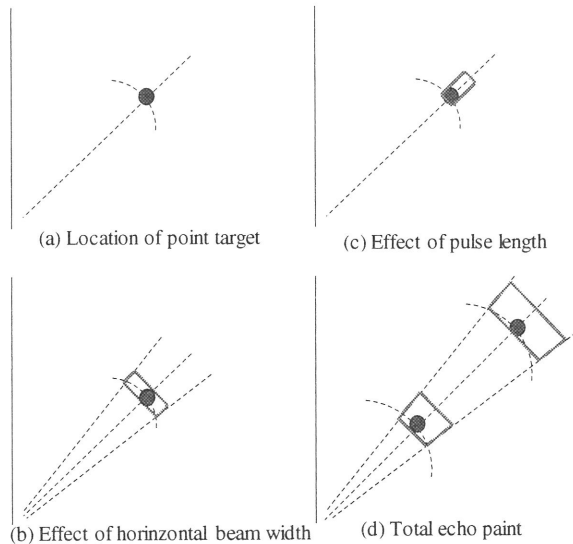 (a) Location of point target
(c) Effect of pulse length
(b) Effect of horinzontal beam width
(d) Total echo paint